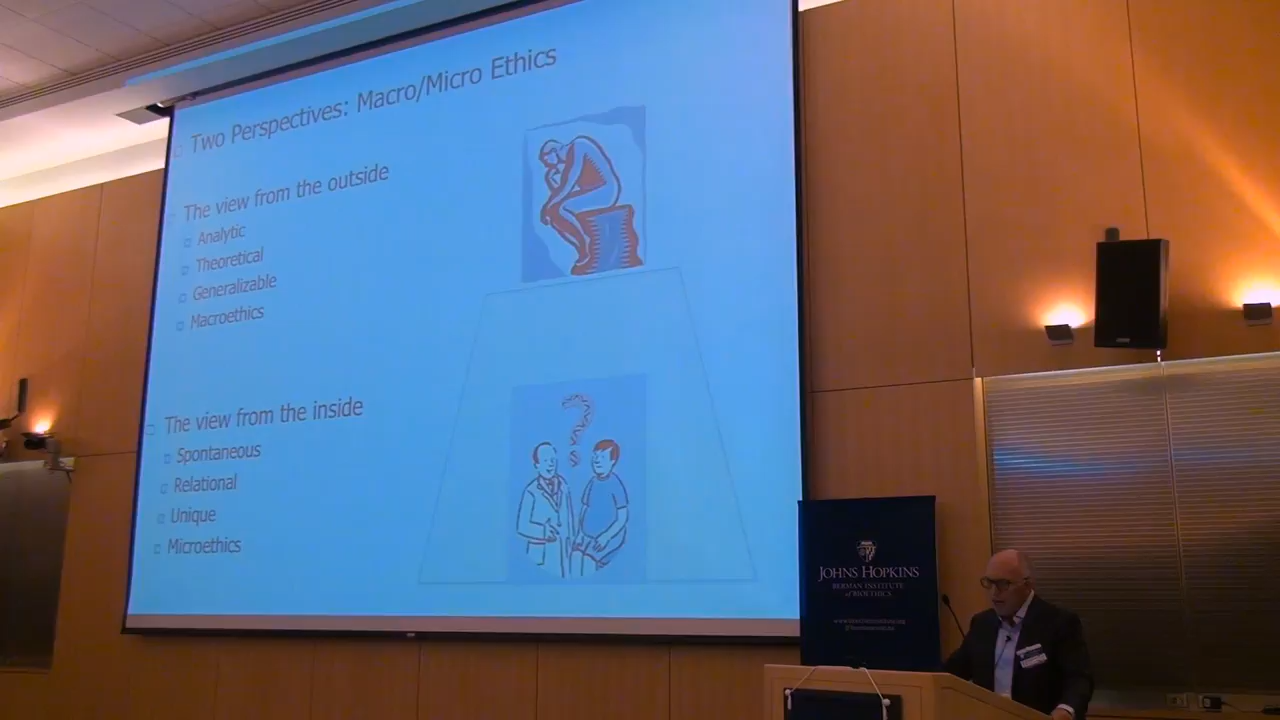 Two Perspectives: Macro/Micro Ethics
The view from the outside
Analytic
Theoretical
Generalizable
Macroethics
The view from the inside
Spontaneous
Relational
Unique
Microethics
?
JOHNS HOPKINS
BERMAN INSTITUTE
of BIOETHICS